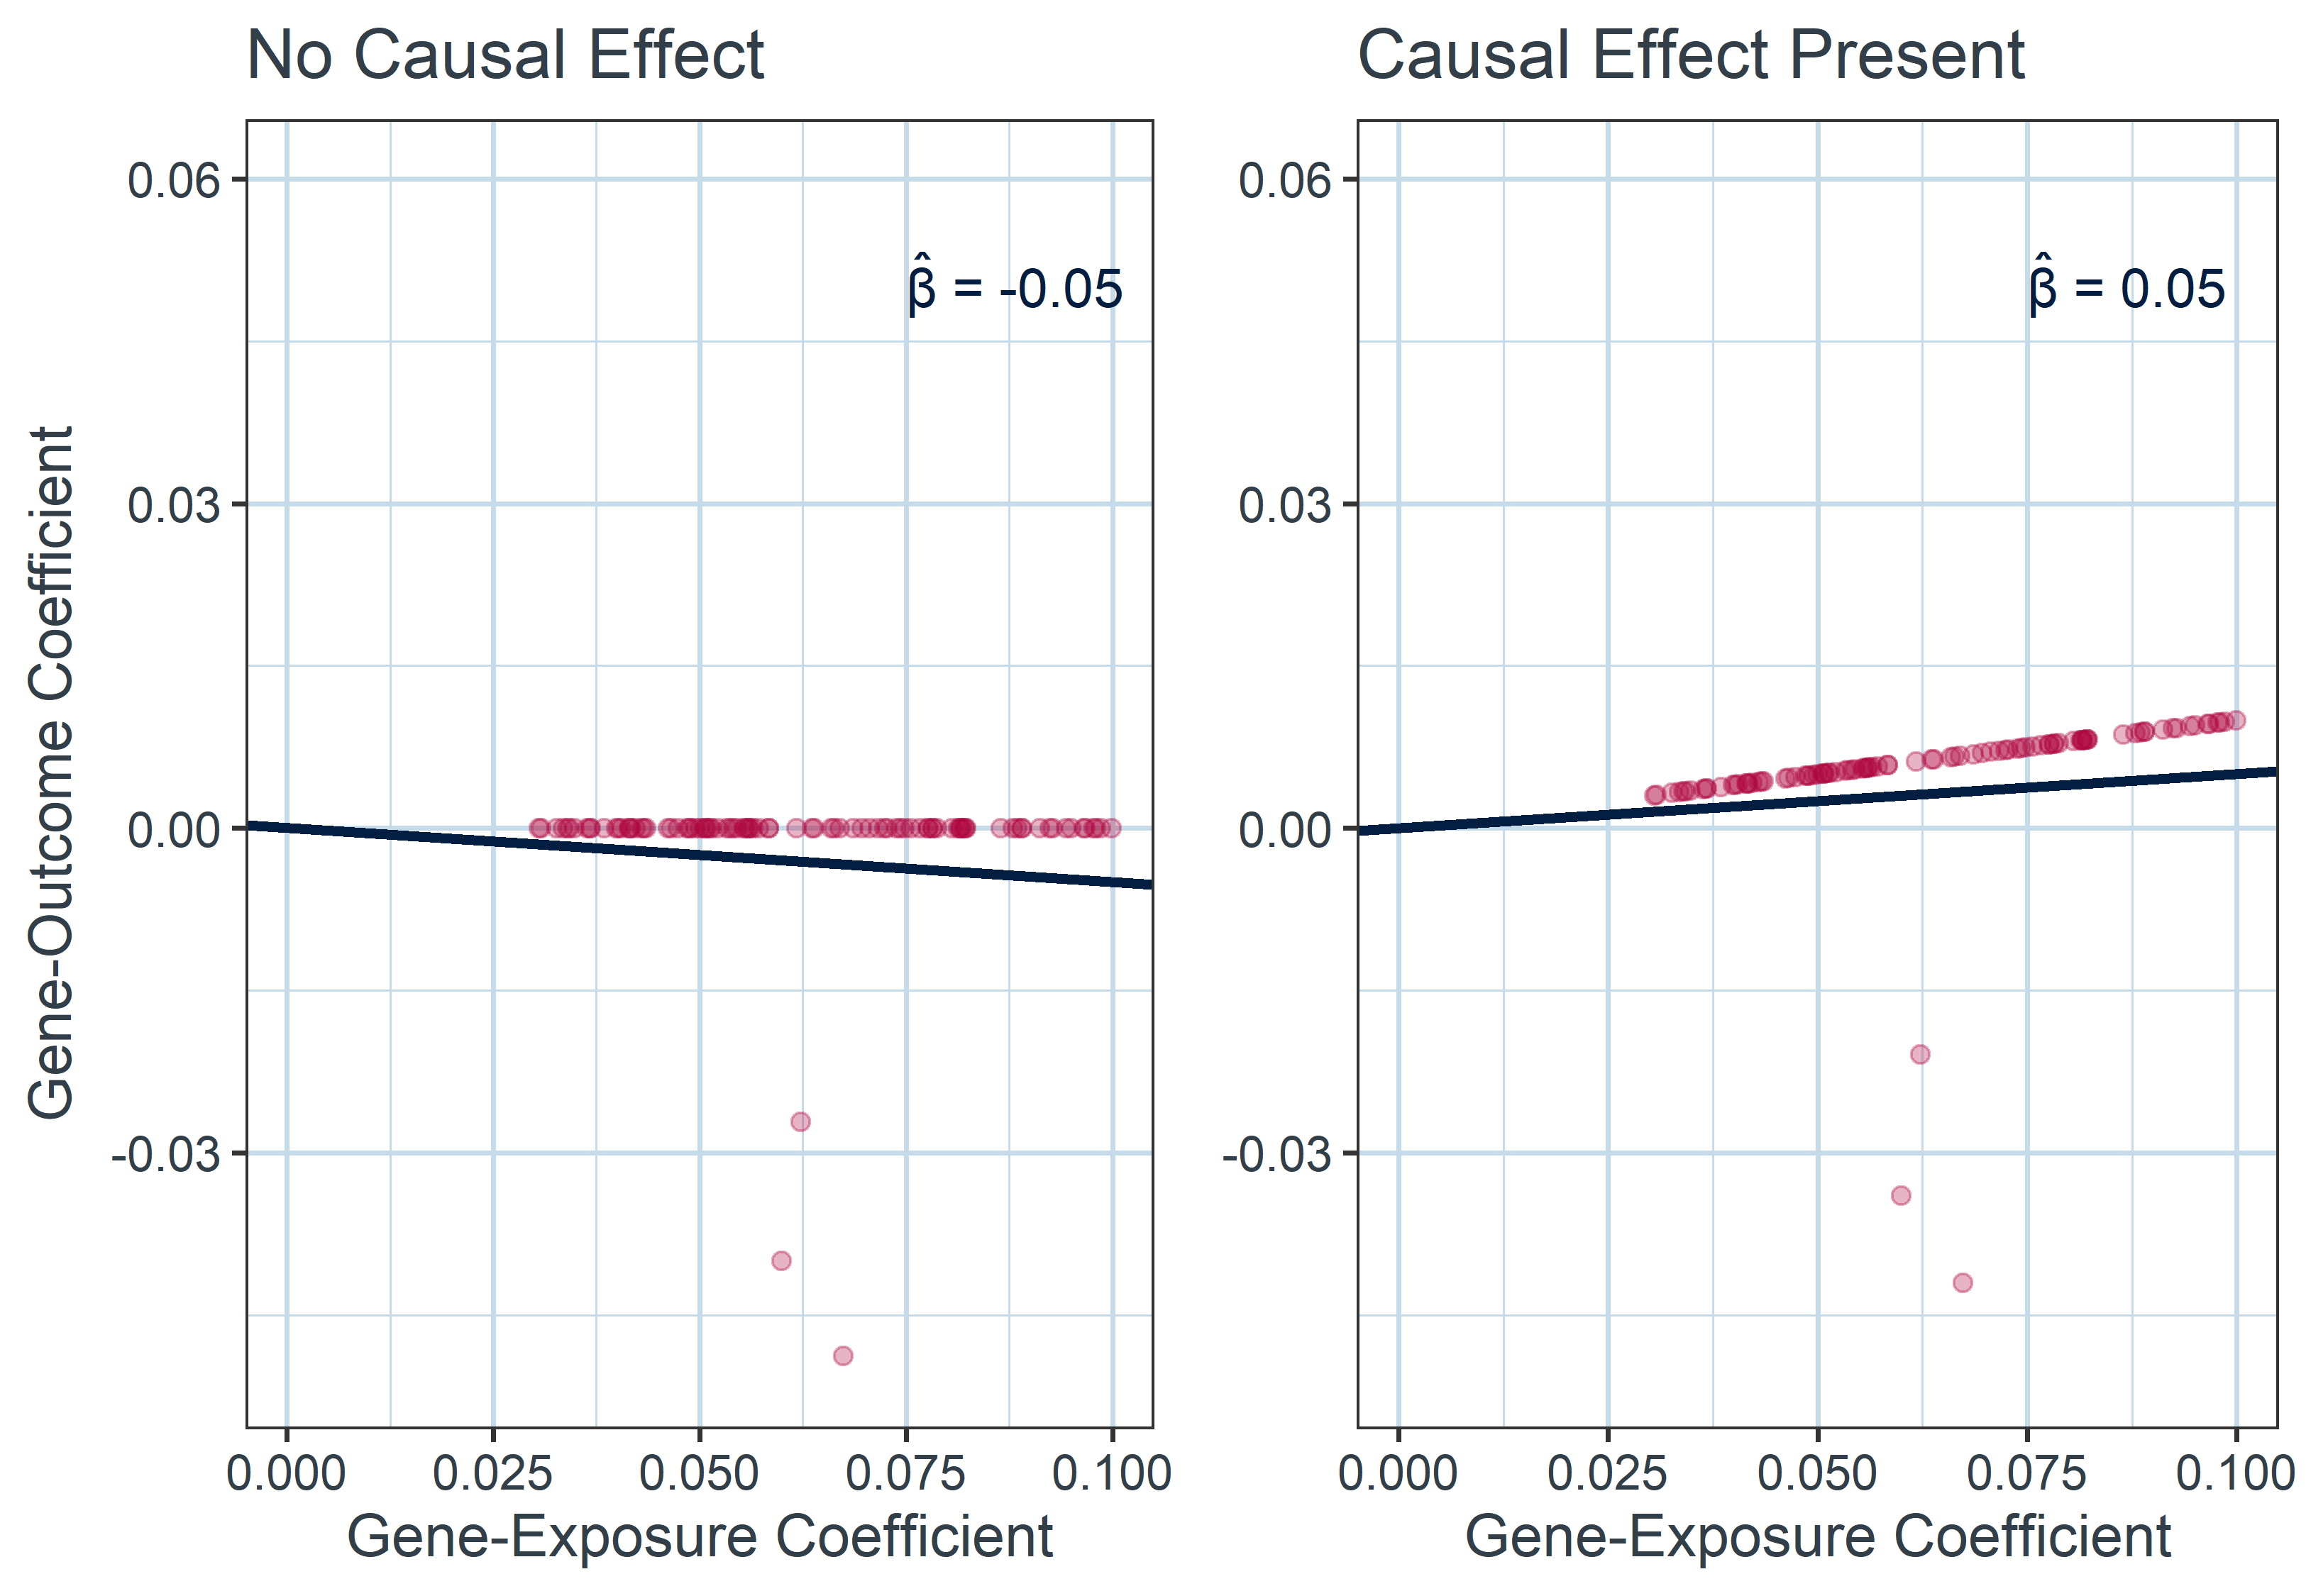 No Causal Effect
Causal Effect Present
Gene-Outcome Coefficient
0.06
0.03
0.00
-0.03
β̂ = -0.05
0.000 0.025 0.050 0.075 0.100
Gene-Exposure Coefficient
0.06
0.03
0.00
-0.03
β̂ = 0.05
0.000 0.025 0.050 0.075 0.100
Gene-Exposure Coefficient